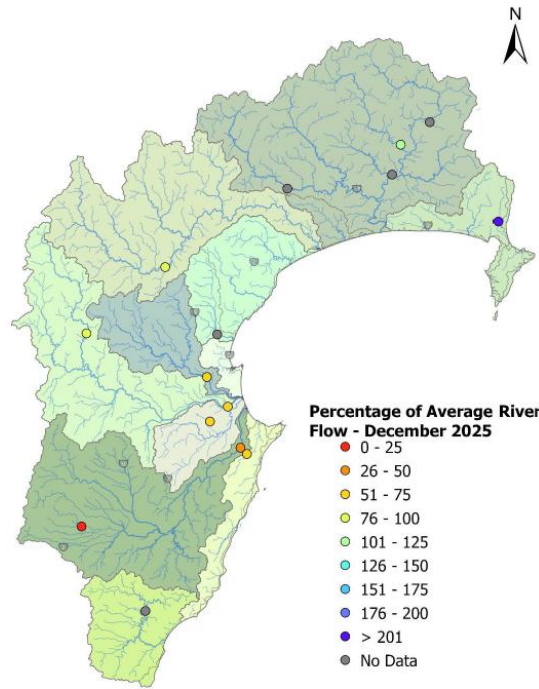 N
Percentage of Average River
Flow - December 2025
0 - 25
26 - 50
51 - 75
76 - 100
101 - 125
126 - 150
151 - 175
176 - 200
> 201
No Data